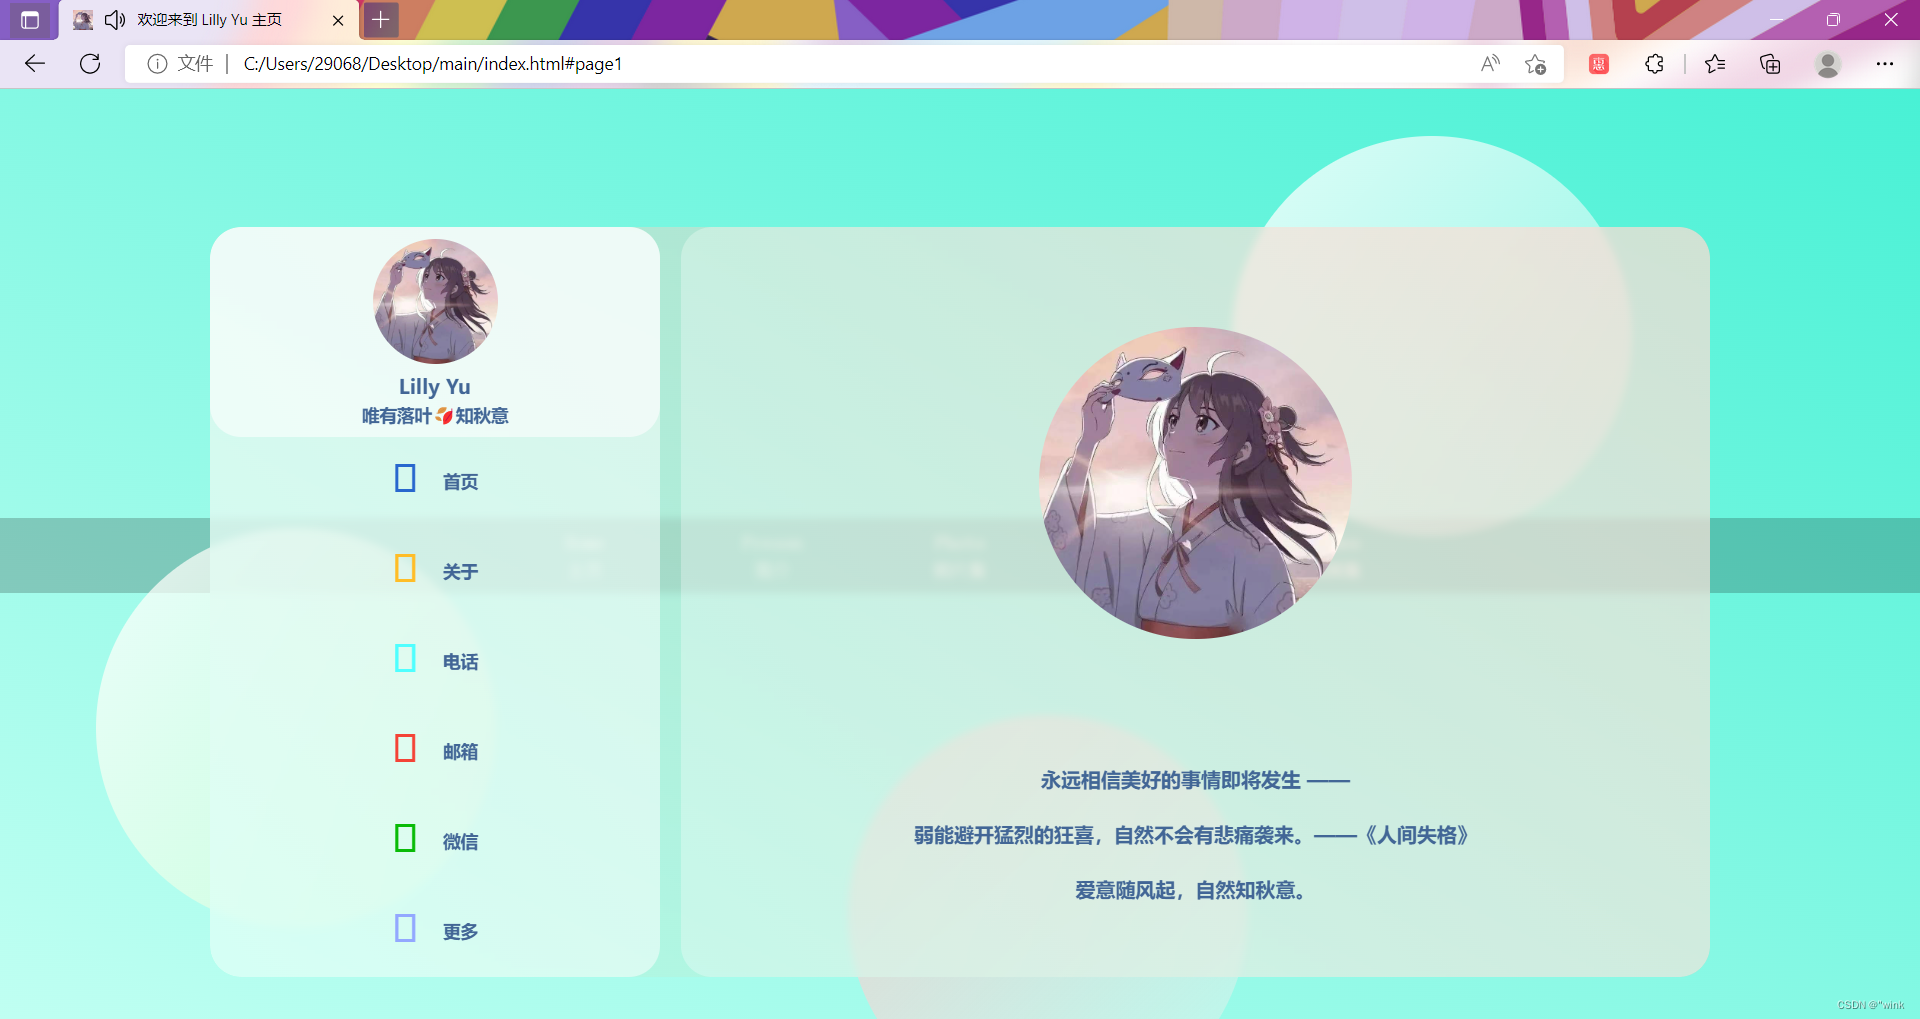 欢迎来到 Lilly Yu 主页
文件
C:/Users/29068/Desktop/main/index.html#page1
惠
Lilly Yu
唯有落叶🍂知秋意
首页
关于
电话
邮箱
微信
更多
永远相信美好的事情即将发生 ——
弱能避开猛烈的狂喜，自然不会有悲痛袭来。——《人间失格》
爱意随风起，自然知秋意。
CSDN @"wink